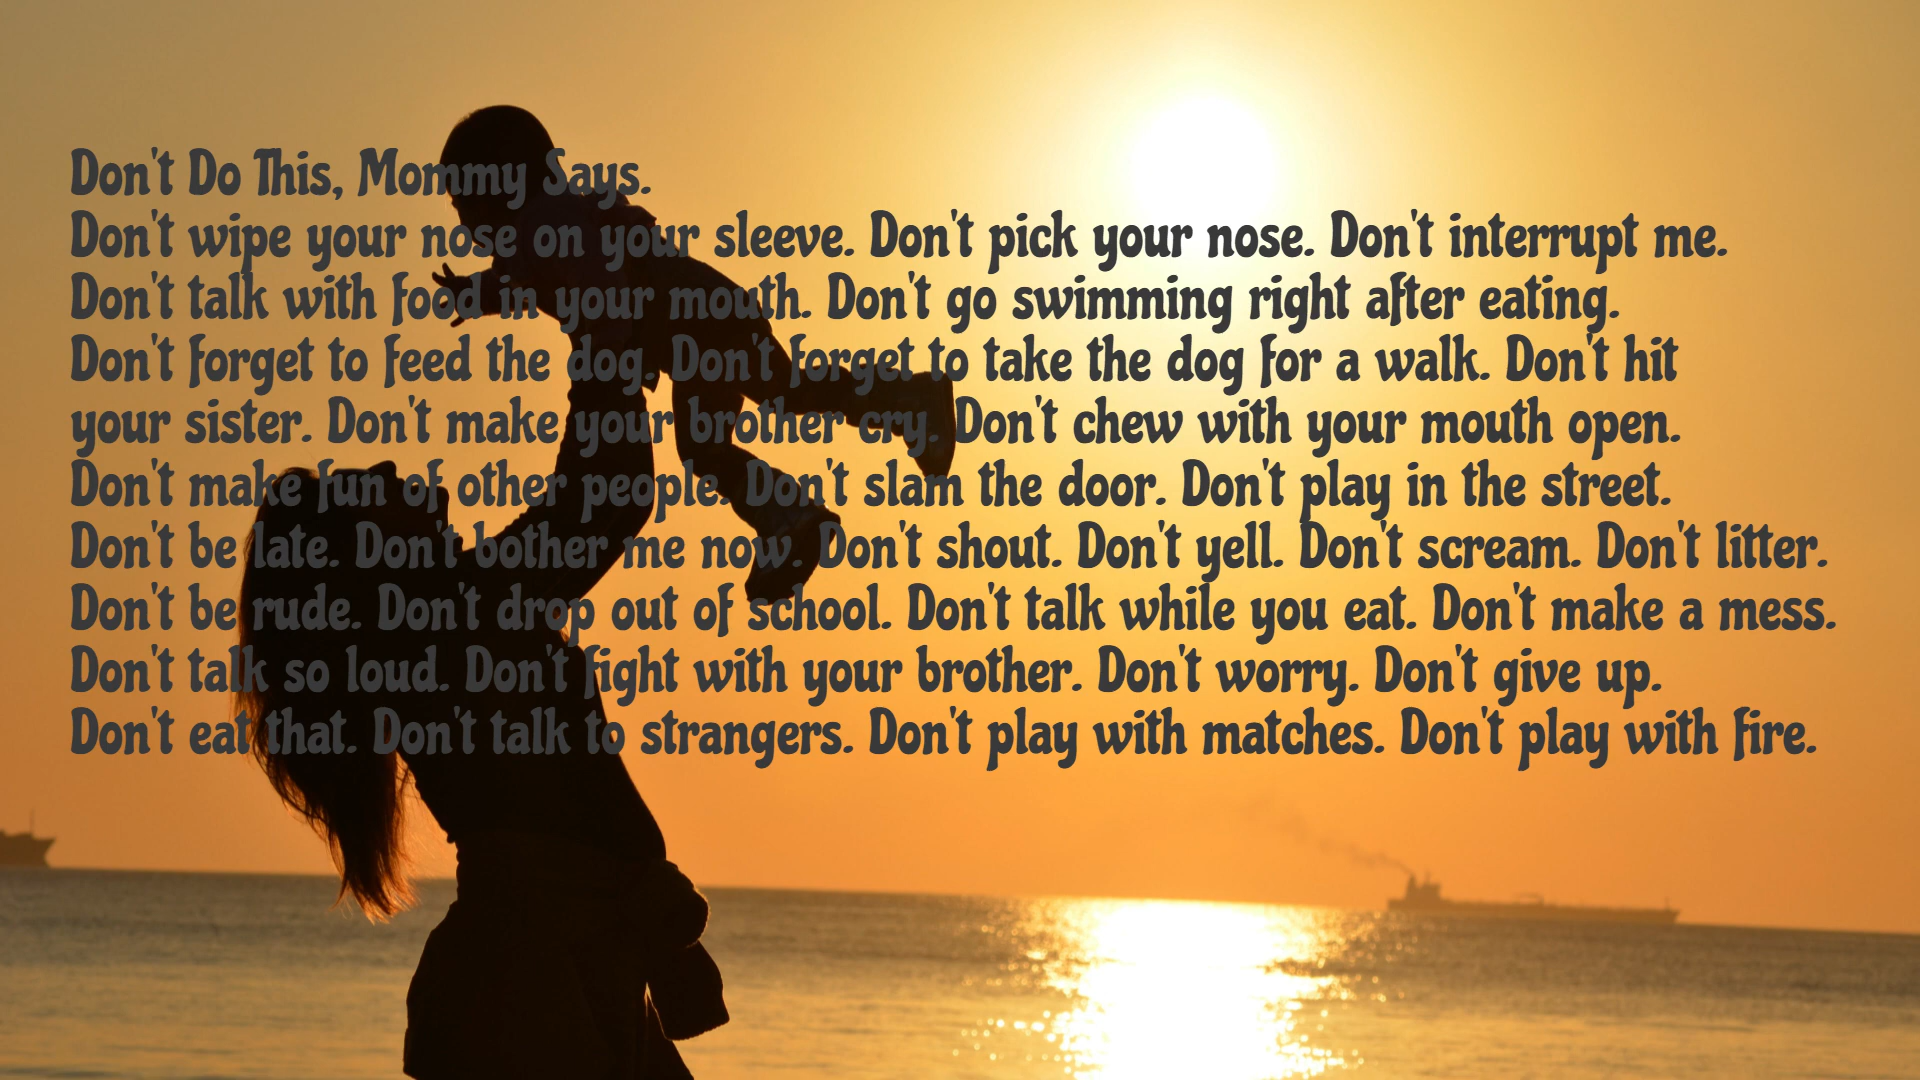 Don't Do This, Mommy Says.
Don't wipe your nose on your sleeve. Don't pick your nose. Don't interrupt me.
Don't talk with food in your mouth. Don't go swimming right after eating.
Don't forget to feed the dog. Don't forget to take the dog for a walk. Don't hit
your sister. Don't make your brother cry. Don't chew with your mouth open.
Don't make fun of other people. Don't slam the door. Don't play in the street.
Don't be late. Don't bother me now. Don't shout. Don't yell. Don't scream. Don't litter.
Don't be rude. Don't drop out of school. Don't talk while you eat. Don't make a mess.
Don't talk so loud. Don't fight with your brother. Don't worry. Don't give up.
Don't eat that. Don't talk to strangers. Don't play with matches. Don't play with fire.